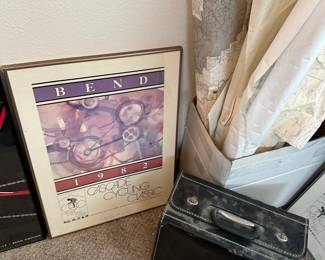 BEND
1982
CASCADE
CYCLING
CLASSIC